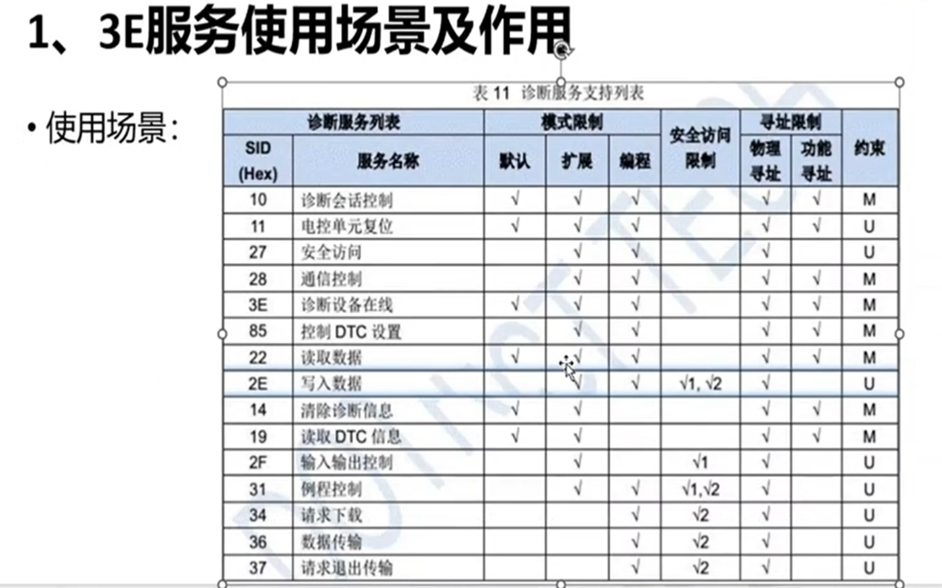 1、3E服务使用场景及作用
• 使用场景：
表 11 诊断服务支持列表
诊断服务列表 模式限制 安全访问限制 寻址限制 约束
SID (Hex) 服务名称 默认 扩展 编程 物理寻址 功能寻址
10 诊断会话控制 √ √ √ √ √ M
11 电控单元复位 √ √ √ √ √ U
27 安全访问 √ √ √ U
28 通信控制 √ √ √ √ M
3E 诊断设备在线 √ √ √ √ √ M
85 控制 DTC 设置 √ √ √ √ M
22 读取数据 √ √ √ √ √ M
2E 写入数据 √ √ √1, √2 √ U
14 清除诊断信息 √ √ √ √ M
19 读取 DTC 信息 √ √ √ √ M
2F 输入输出控制 √ √1 √ U
31 例程控制 √ √ √1,√2 √ U
34 请求下载 √ √2 √ U
36 数据传输 √ √2 √ U
37 请求退出传输 √ √2 √ U